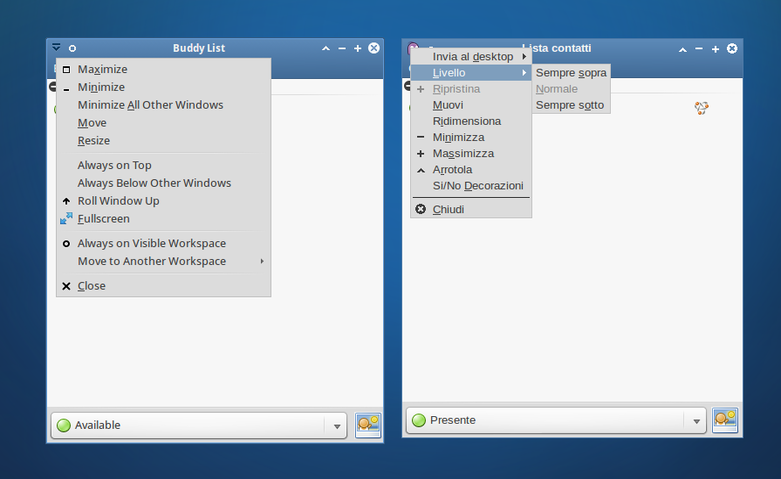 Buddy List
Maximize
Minimize
Minimize All Other Windows
Move
Resize
Always on Top
Always Below Other Windows
Roll Window Up
Fullscreen
Always on Visible Workspace
Move to Another Workspace
Close
Available
Lista contatti
Invia al desktop
Livello
Ripristina
Muovi
Ridimensiona
Minimizza
Massimizza
Arrotola
Si/No Decorazioni
Chiudi
Sempre sopra
Normale
Sempre sotto
Presente